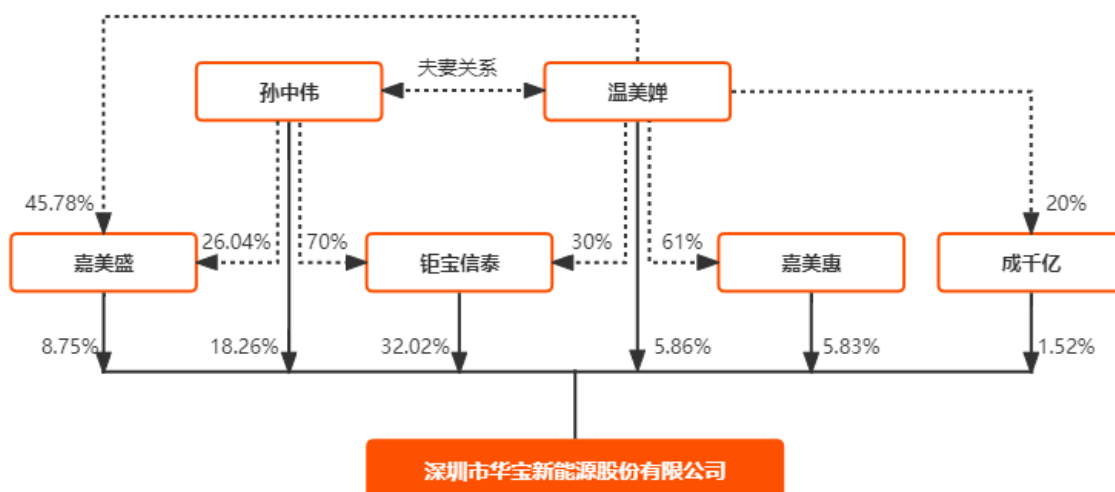 夫妻关系
孙中伟
温美婵
45.78%
26.04%
70%
30%
61%
20%
嘉美盛
钜宝信泰
嘉美惠
成千亿
8.75%
18.26%
32.02%
5.86%
5.83%
1.52%
深圳市华宝新能源股份有限公司